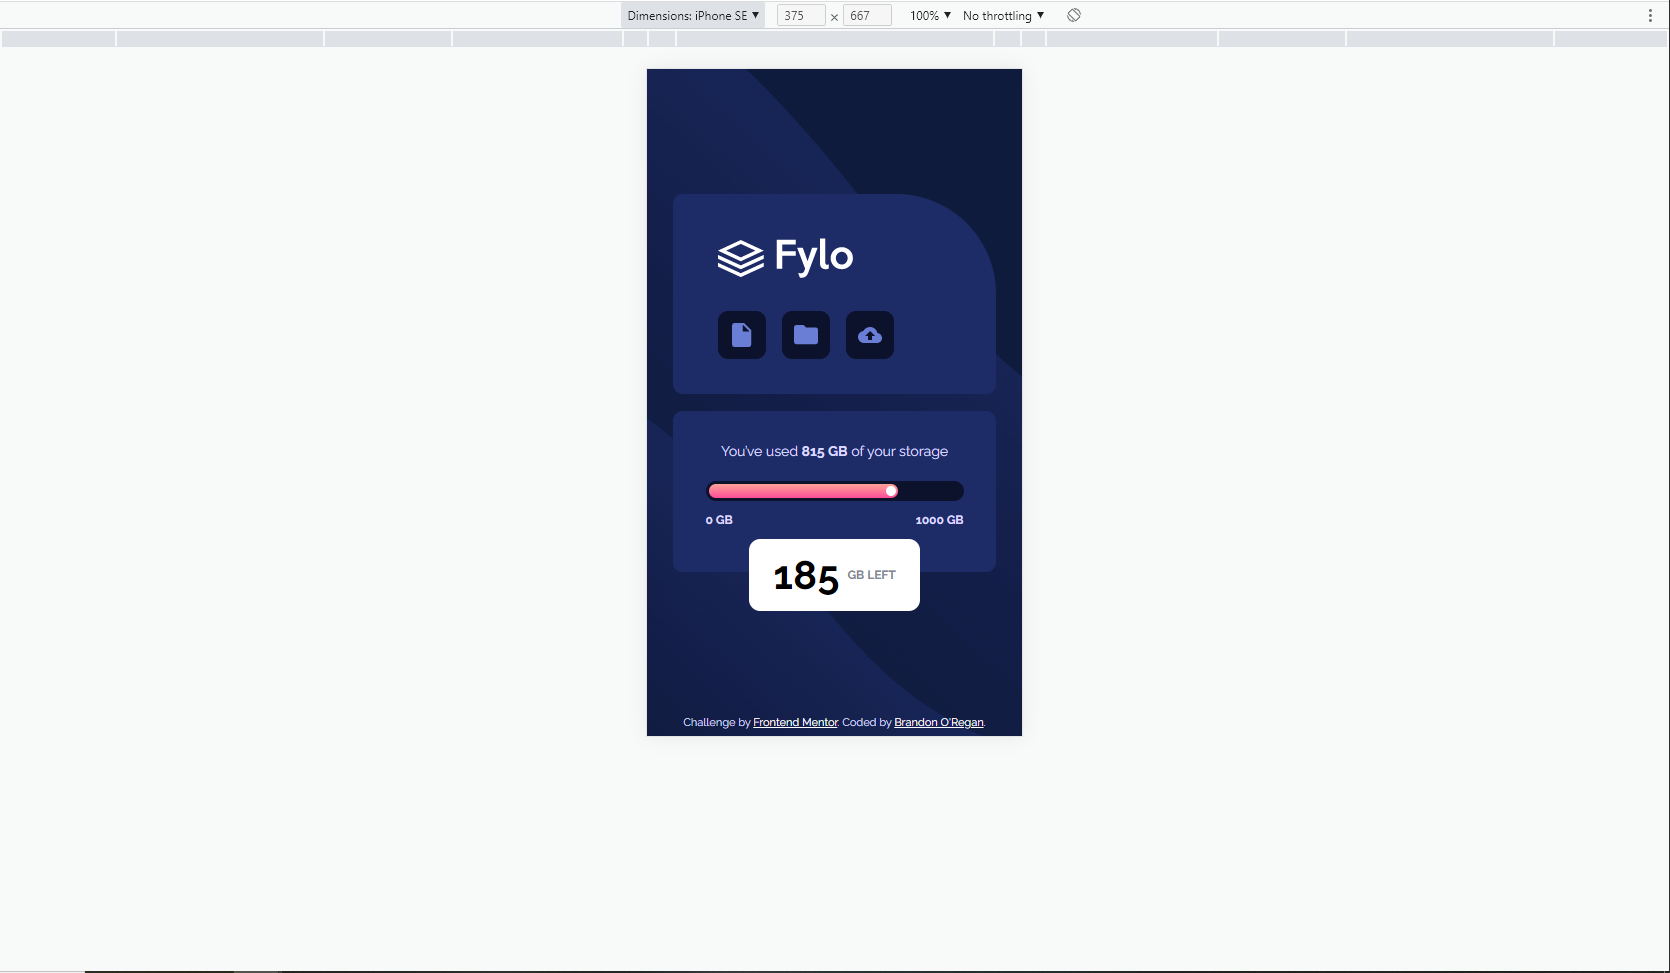 Dimensions: iPhone SE 375 × 667 100% No throttling
Fylo
You've used 815 GB of your storage
0 GB 1000 GB
185 GB LEFT
Challenge by Frontend Mentor. Coded by Brandon O'Regan.